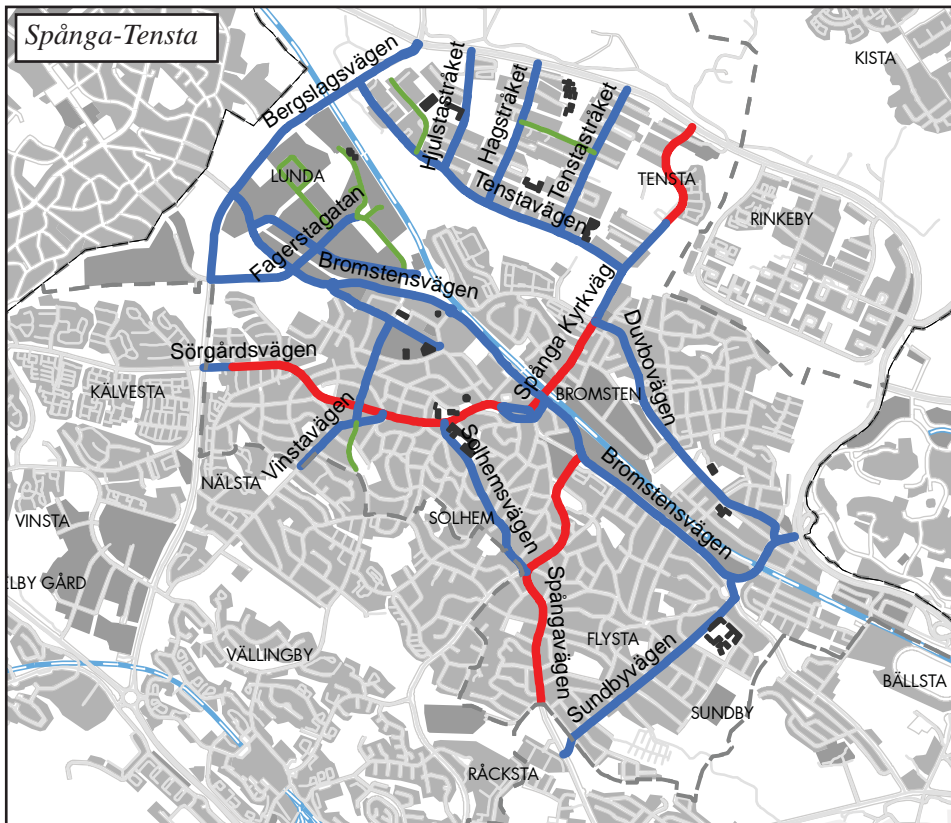 Spånga-Tensta
KISTA
Bergslagsvägen
Hjulstastråket
Hagstråket
Tenstastråket
LUNDA
TENSTA
Tenstavägen
RINKEBY
Fagerstagatan
Bromstensvägen
Spånga Kyrkväg
Duvbovägen
Sörgårdsvägen
KÄLVESTA
BROMSTEN
Vinstavägen
Solhemsvägen
NÄLSTA
Bromstensvägen
VINSTA
SOLHEM
ELBY GÅRD
Spångavägen
FLYSTA
VÄLLINGBY
Sundbyvägen
BÄLLSTA
SUNDBY
RÅCKSTA